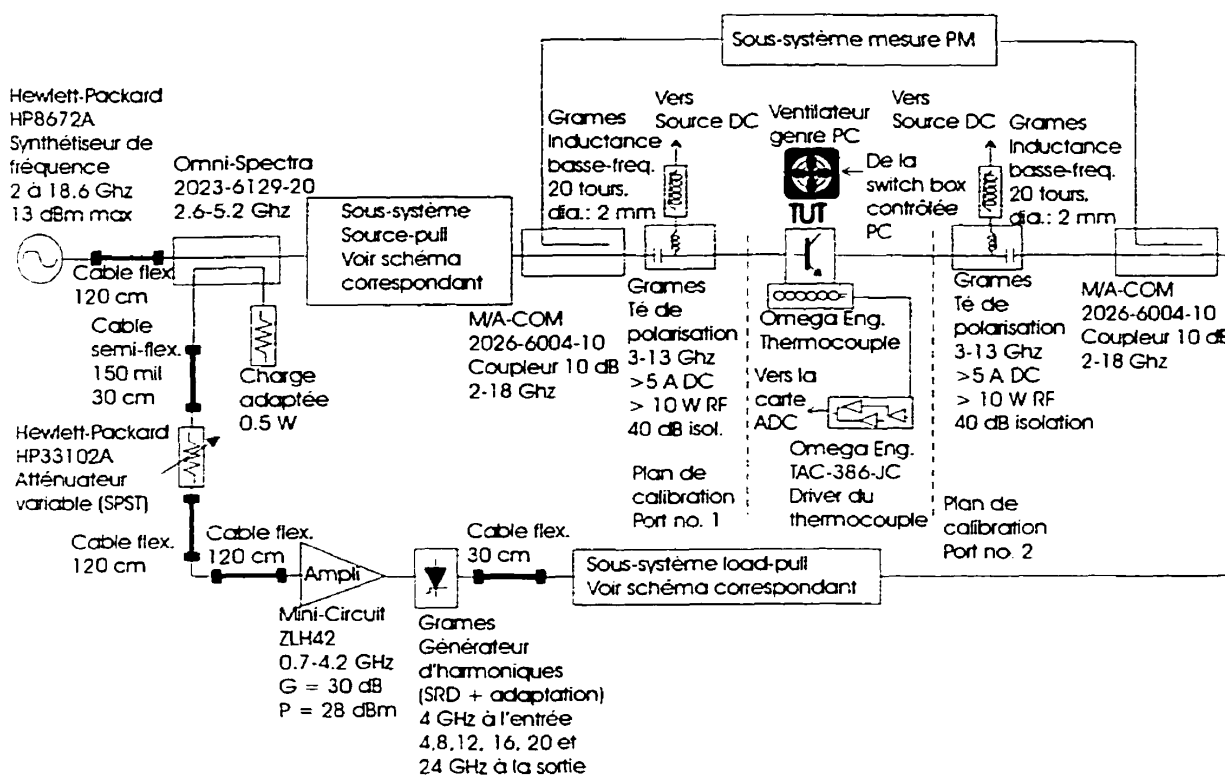 Sous-système mesure PM
Hewlett-Packard
HP8672A
Synthétiseur de
fréquence
2 à 18.6 Ghz
13 dBm max
Omni-Spectra
2023-6129-20
2.6-5.2 Ghz
Sous-système
Source-pull
Voir schéma
correspondant
Grames
Inductance
basse-freq.
20 tours,
dia.: 2 mm
Vers
Source DC
Ventilateur
genre PC
TUT
De la
switch box
contrôlée
PC
Vers
Source DC
Grames
Inductance
basse-freq.
20 tours,
dia.: 2 mm
Cable flex.
120 cm
Cable
semi-flex.
150 mil
30 cm
Charge
adaptée
0.5 W
M/A-COM
2026-6004-10
Coupleur 10 dB
2-18 Ghz
Grames
Té de
polarisation
3-13 Ghz
>5 A DC
> 10 W RF
40 dB isol.
Omega Eng.
Thermocouple
Vers la
carte
ADC
Omega Eng.
TAC-386-JC
Driver du
thermocouple
Grames
Té de
polarisation
3-13 Ghz
>5 A DC
> 10 W RF
40 dB isolation
M/A-COM
2026-6004-10
Coupleur 10 dB
2-18 Ghz
Plan de
calibration
Port no. 1
Plan de
calibration
Port no. 2
Hewlett-Packard
HP33102A
Atténuateur
variable (SPST)
Cable flex.
120 cm
Cable flex.
120 cm
Ampli
Mini-Circuit
ZLH42
0.7-4.2 GHz
G = 30 dB
P = 28 dBm
Cable flex.
30 cm
Grames
Générateur
d'harmoniques
(SRD + adaptation)
4 GHz à l'entrée
4,8,12, 16, 20 et
24 GHz à la sortie
Sous-système load-pull
Voir schéma correspondant